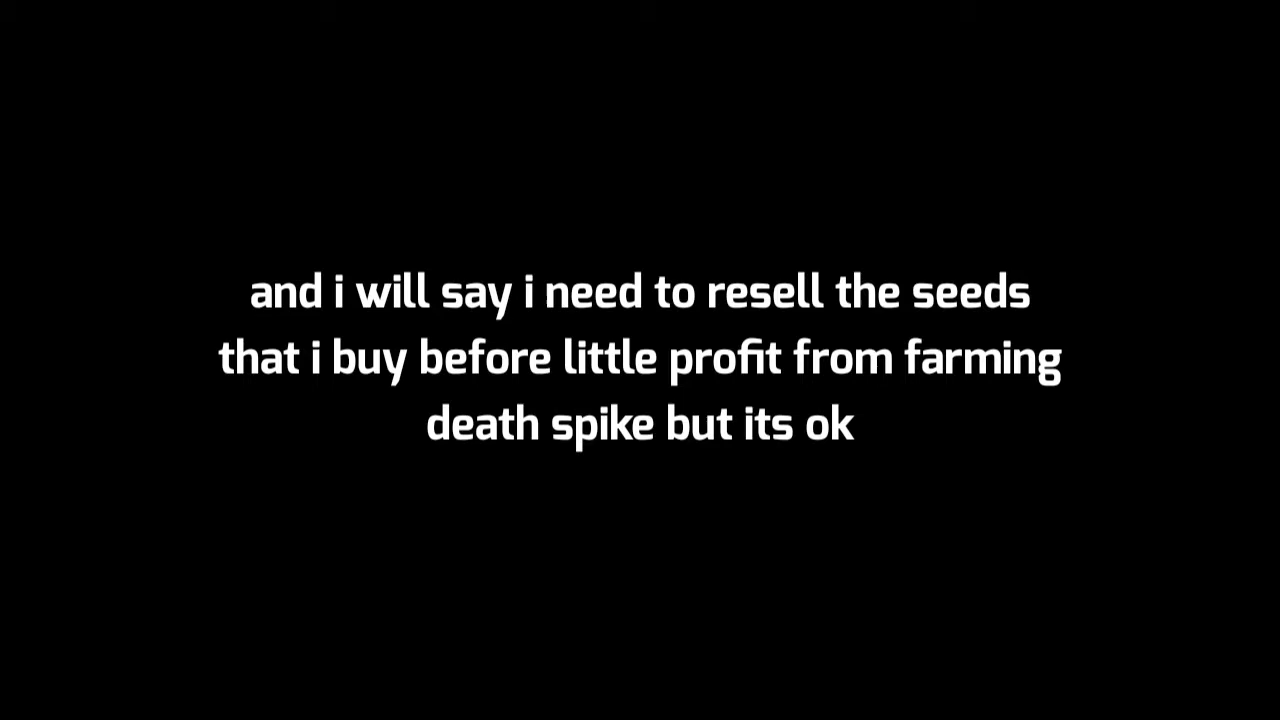 and i will say i need to resell the seeds
that i buy before little profit from farming
death spike but its ok